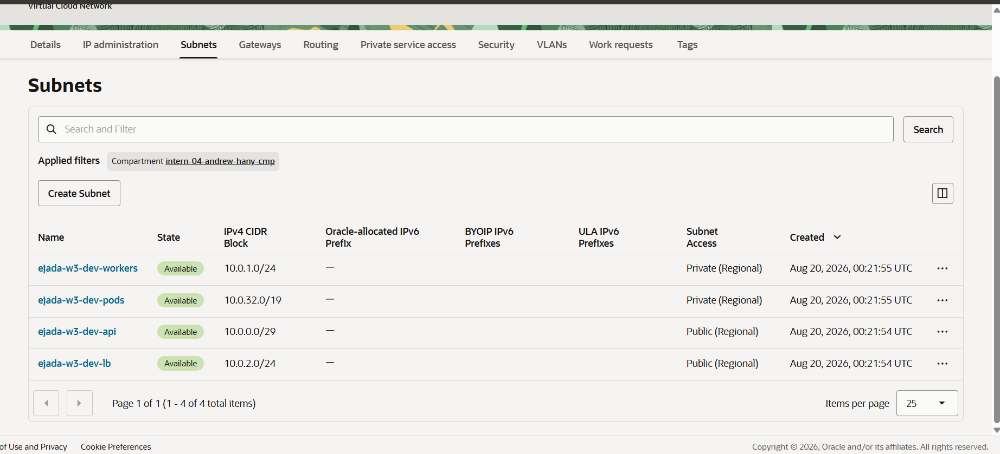 Virtual Cloud Network
Details IP administration Subnets Gateways Routing Private service access Security VLANs Work requests Tags
Subnets
Search and Filter
Search
Applied filters Compartment intern-04-andrew-hany-cmp
Create Subnet
Name State IPv4 CIDR Block Oracle-allocated IPv6 Prefix BYOIP IPv6 Prefixes ULA IPv6 Prefixes Subnet Access Created
ejada-w3-dev-workers Available 10.0.1.0/24 — Private (Regional) Aug 20, 2026, 00:21:55 UTC ···
ejada-w3-dev-pods Available 10.0.32.0/19 — Private (Regional) Aug 20, 2026, 00:21:55 UTC ···
ejada-w3-dev-api Available 10.0.0.0/29 — Public (Regional) Aug 20, 2026, 00:21:54 UTC ···
ejada-w3-dev-lb Available 10.0.2.0/24 — Public (Regional) Aug 20, 2026, 00:21:54 UTC ···
Page 1 of 1 (1 - 4 of 4 total items) Items per page 25
of Use and Privacy Cookie Preferences Copyright © 2026, Oracle and/or its affiliates. All rights reserved.